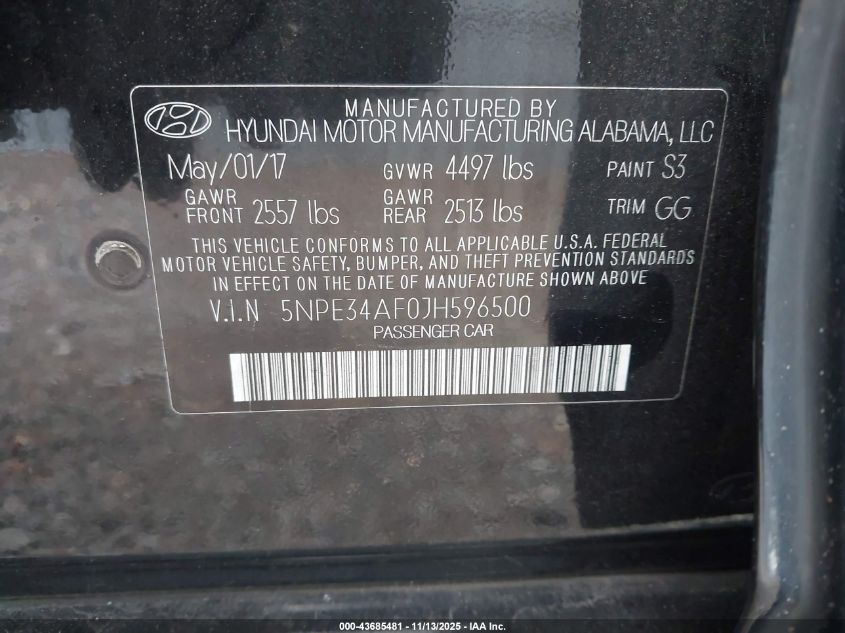 MANUFACTURED BY
HYUNDAI MOTOR MANUFACTURING ALABAMA, LLC
May/01/17 GVWR 4497 lbs PAINT S3
GAWR FRONT 2557 lbs GAWR REAR 2513 lbs TRIM GG
THIS VEHICLE CONFORMS TO ALL APPLICABLE U.S.A. FEDERAL
MOTOR VEHICLE SAFETY, BUMPER, AND THEFT PREVENTION STANDARDS
IN EFFECT ON THE DATE OF MANUFACTURE SHOWN ABOVE
V.I.N 5NPE34AF0JH596500
PASSENGER CAR
000-43685481 - 11/13/2025 - IAA Inc.